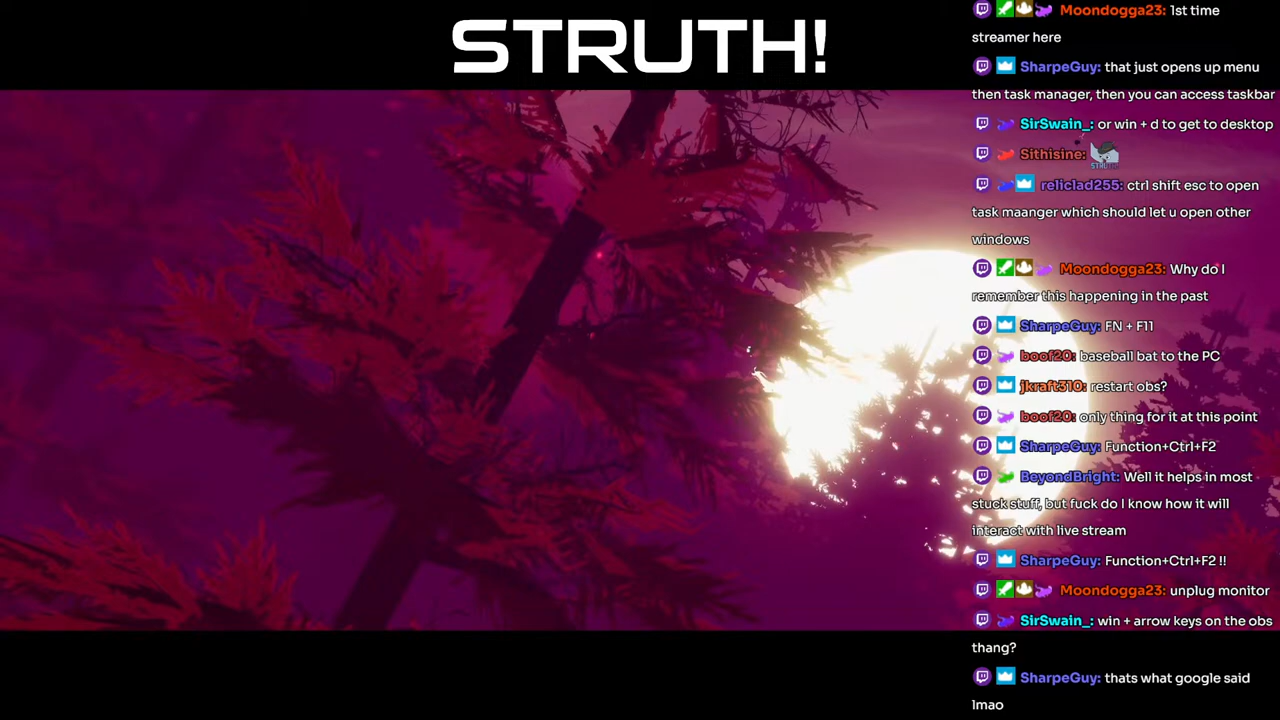 STRUTH!
Moondogga23: 1st time
streamer here
SharpeGuy: that just opens up menu
then task manager, then you can access taskbar
SirSwain_: or win + d to get to desktop
Sithisine:
reliclad255: ctrl shift esc to open
task maanger which should let u open other
windows
Moondogga23: Why do I
remember this happening in the past
SharpeGuy: FN + F11
boof20: baseball bat to the PC
jkraft310: restart obs?
boof20: only thing for it at this point
SharpeGuy: Function+Ctrl+F2
BeyondBright: Well it helps in most
stuck stuff, but fuck do I know how it will
interact with live stream
SharpeGuy: Function+Ctrl+F2 !!
Moondogga23: unplug monitor
SirSwain_: win + arrow keys on the obs
thang?
SharpeGuy: thats what google said
lmao